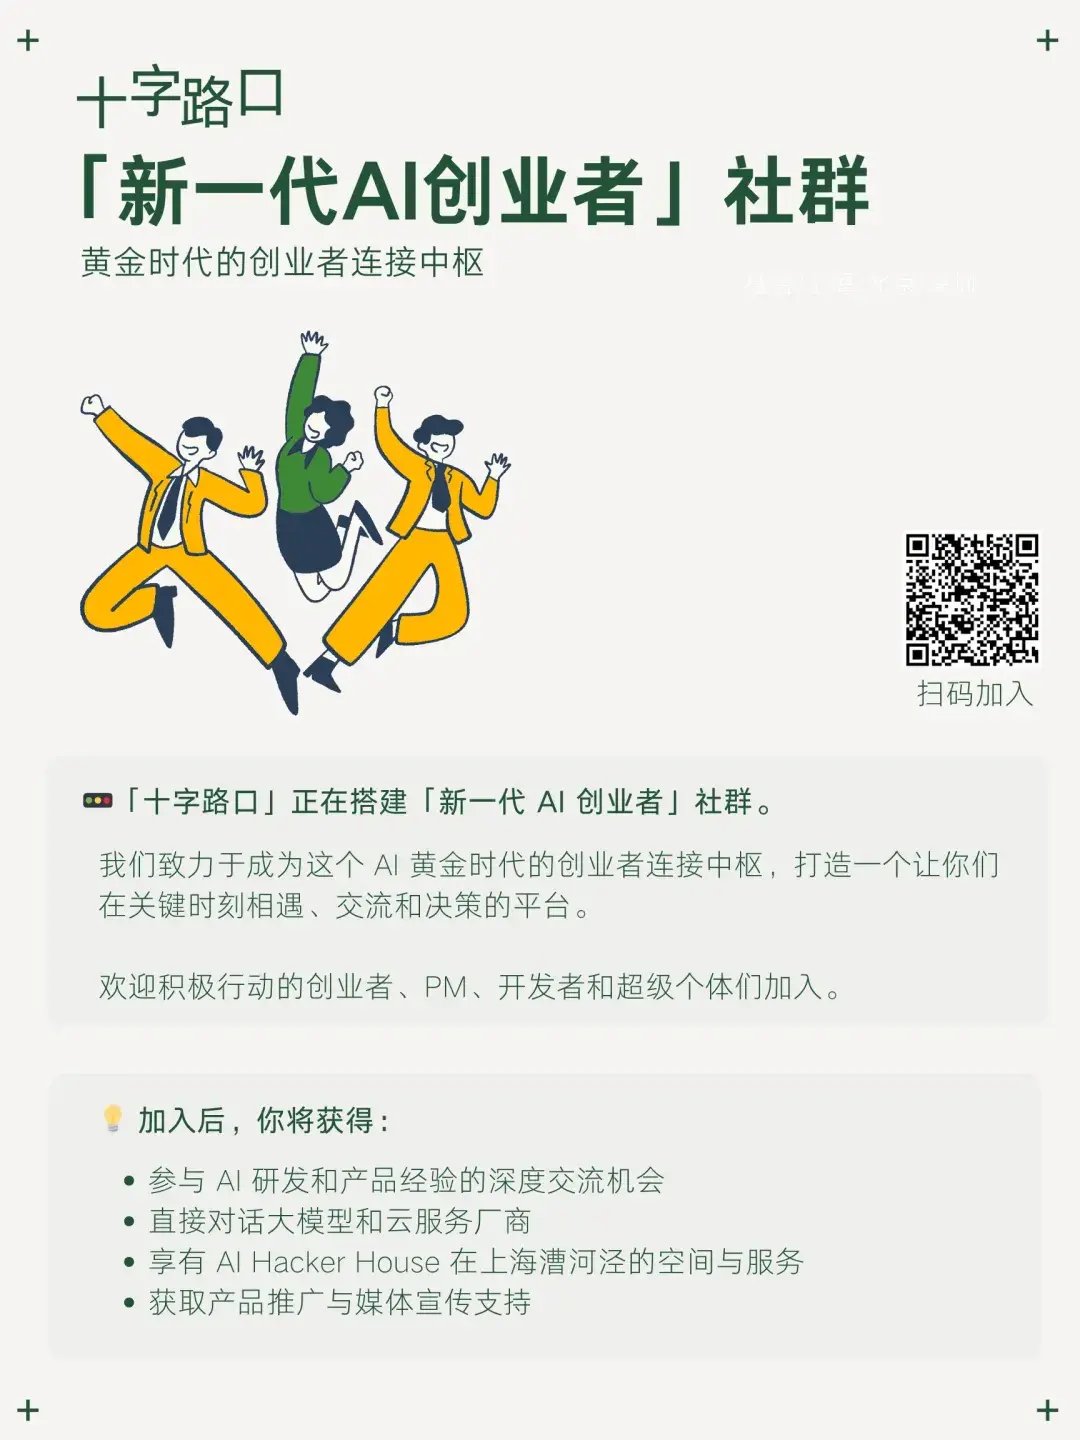 十字路口
「新一代AI创业者」社群
黄金时代的创业者连接中枢
扫码加入
「十字路口」正在搭建「新一代 AI 创业者」社群。
我们致力于成为这个 AI 黄金时代的创业者连接中枢，打造一个让你们
在关键时刻相遇、交流和决策的平台。
欢迎积极行动的创业者、PM、开发者和超级个体们加入。
加入后，你将获得：
参与 AI 研发和产品经验的深度交流机会
直接对话大模型和云服务厂商
享有 AI Hacker House 在上海漕河泾的空间与服务
获取产品推广与媒体宣传支持